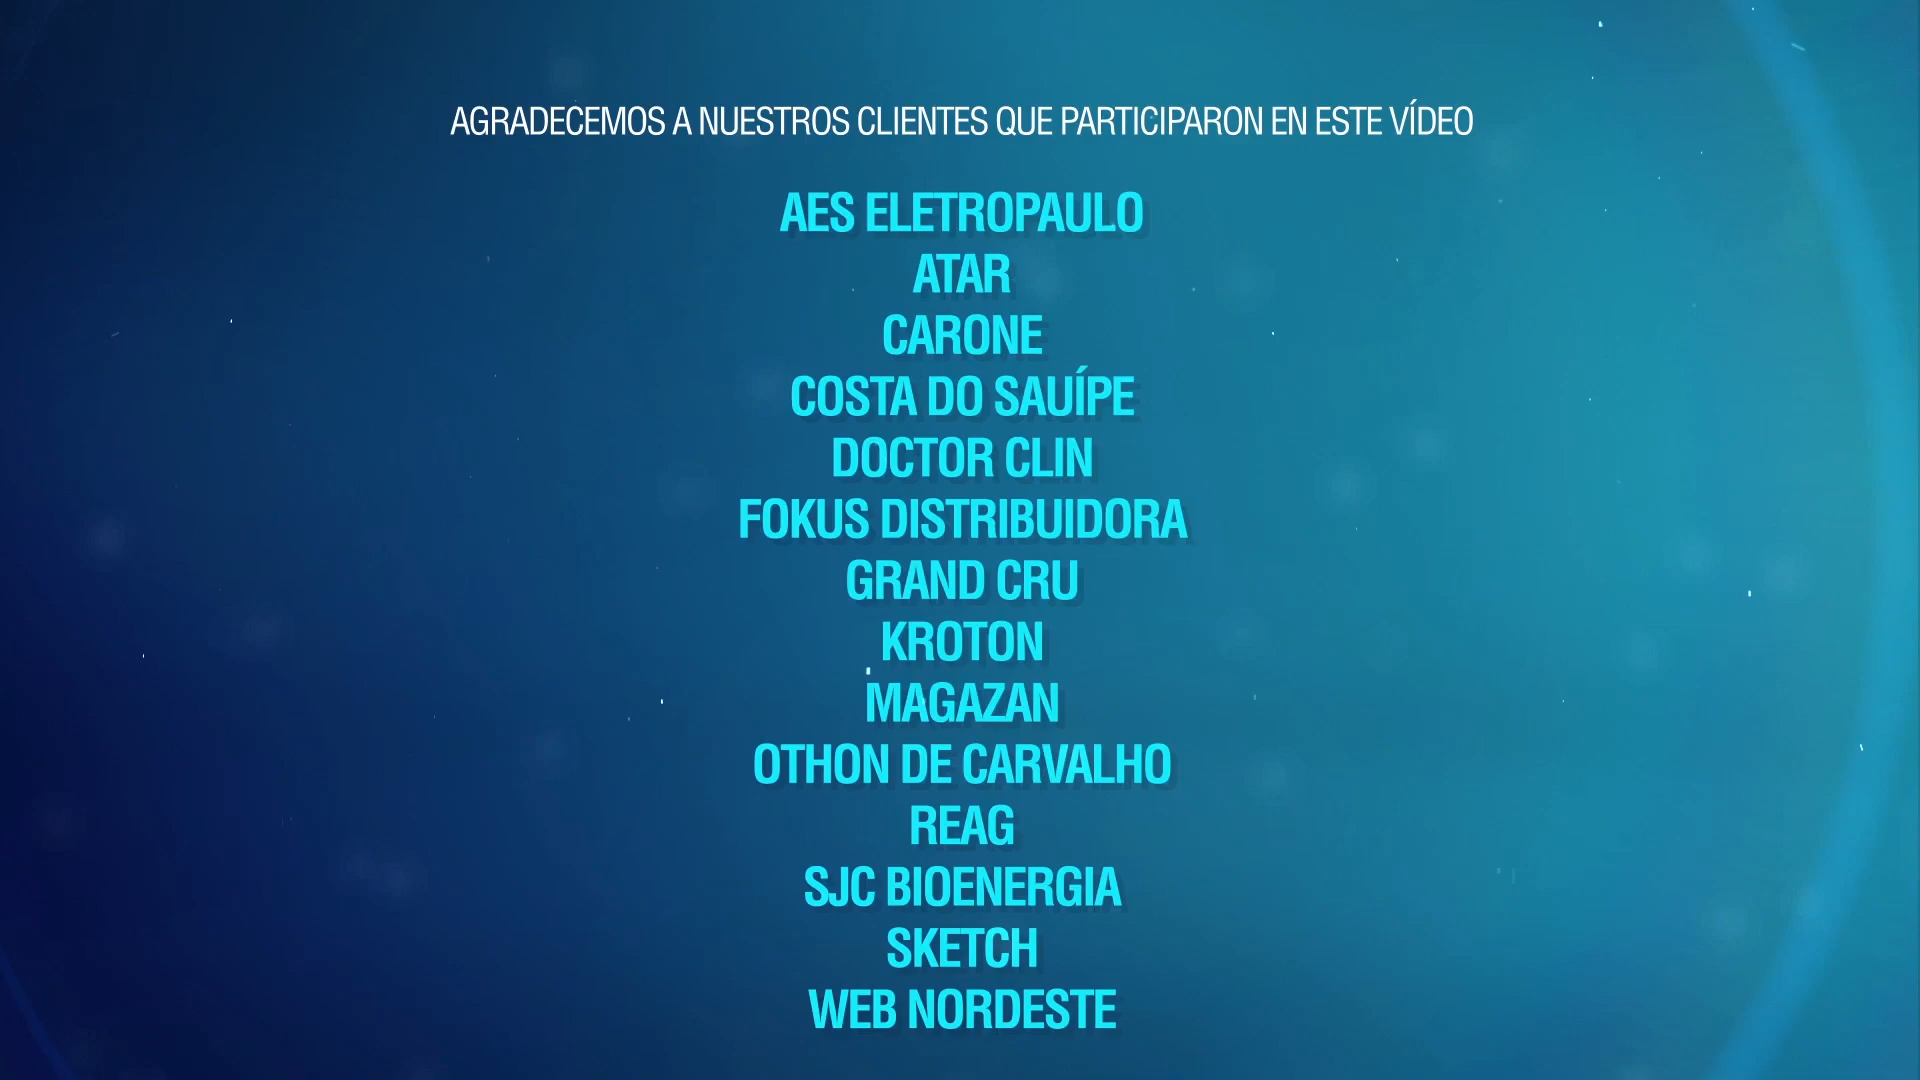 AGRADECEMOS A NUESTROS CLIENTES QUE PARTICIPARON EN ESTE VÍDEO
AES ELETROPAULO
ATAR
CARONE
COSTA DO SAUÍPE
DOCTOR CLIN
FOKUS DISTRIBUIDORA
GRAND CRU
KROTON
MAGAZAN
OTHON DE CARVALHO
REAG
SJC BIOENERGIA
SKETCH
WEB NORDESTE